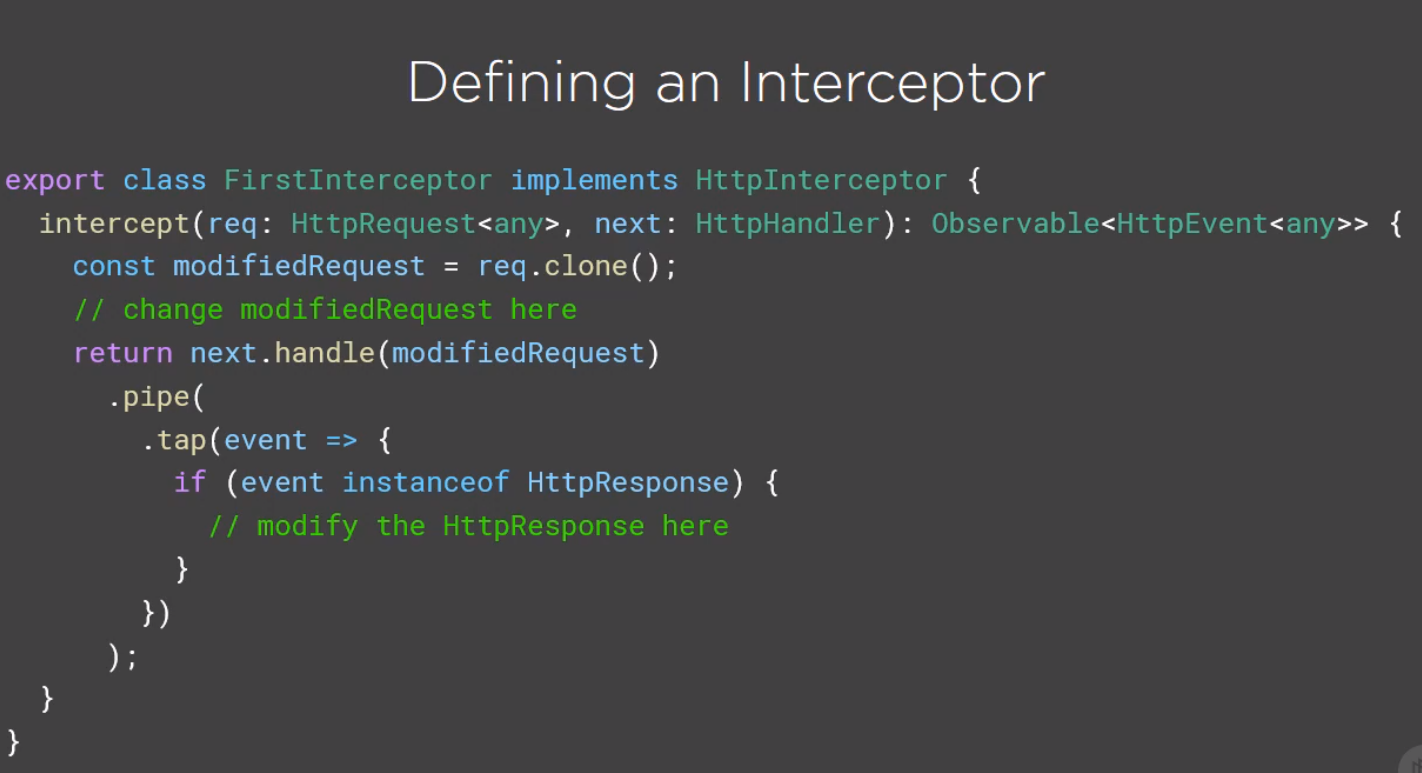 Defining an Interceptor
export class FirstInterceptor implements HttpInterceptor {
  intercept(req: HttpRequest<any>, next: HttpHandler): Observable<HttpEvent<any>> {
    const modifiedRequest = req.clone();
    // change modifiedRequest here
    return next.handle(modifiedRequest)
      .pipe(
        .tap(event => {
          if (event instanceof HttpResponse) {
            // modify the HttpResponse here
          }
        })
      );
  }
}